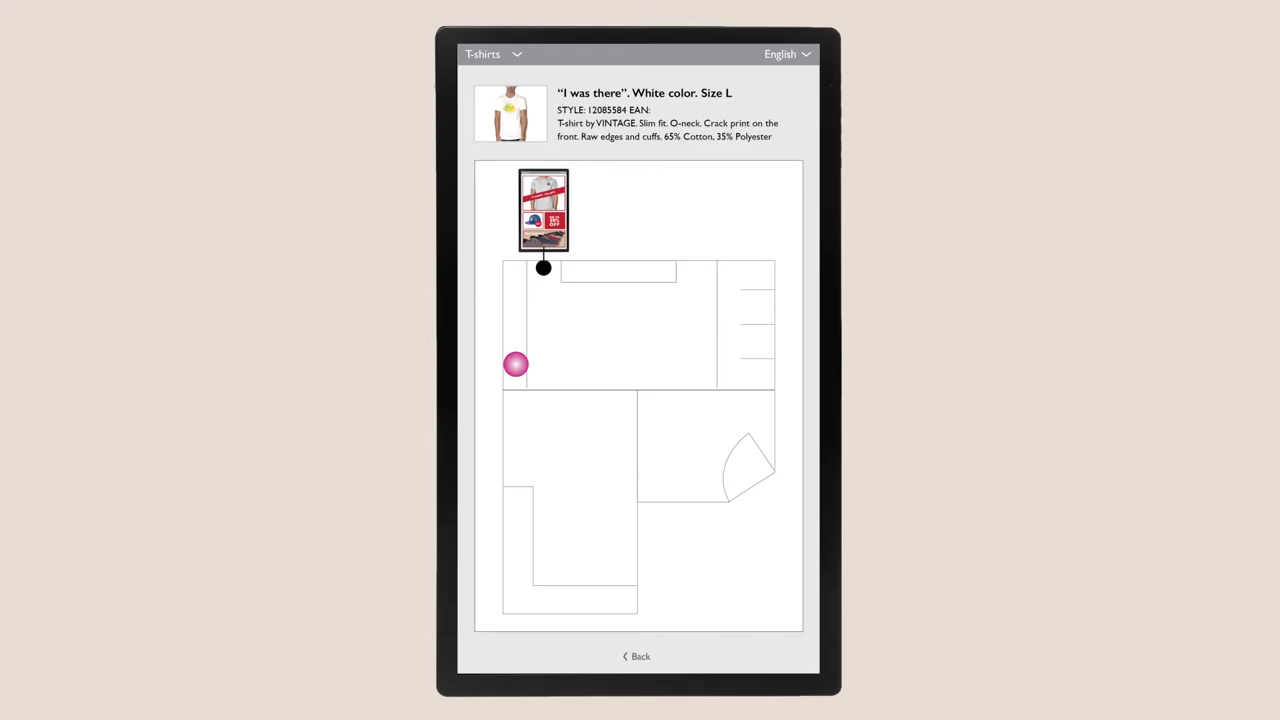 T-shirts
English
“I was there”. White color. Size L
STYLE: 12085584 EAN:
T-shirt by VINTAGE. Slim fit. O-neck. Crack print on the
front. Raw edges and cuffs. 65% Cotton, 35% Polyester
OFF
Back